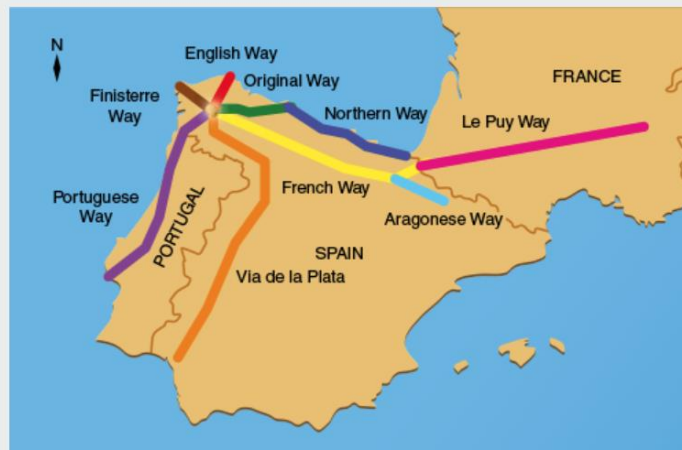 N
English Way
Original Way
FRANCE
Finisterre
Way
Northern Way
Le Puy Way
Portuguese
Way
PORTUGAL
French Way
Aragonese Way
SPAIN
Via de la Plata